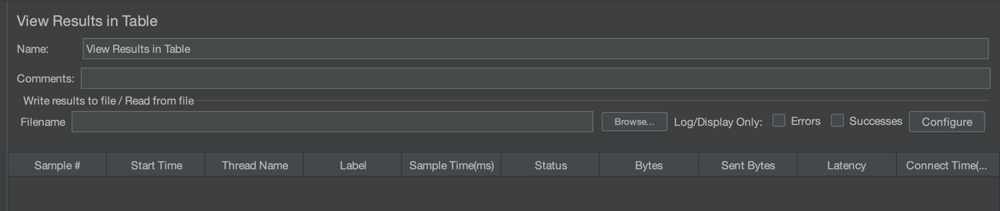 View Results in Table
Name: View Results in Table
Comments:
Write results to file / Read from file
Filename Browse... Log/Display Only: Errors Successes Configure
Sample # Start Time Thread Name Label Sample Time(ms) Status Bytes Sent Bytes Latency Connect Time(...